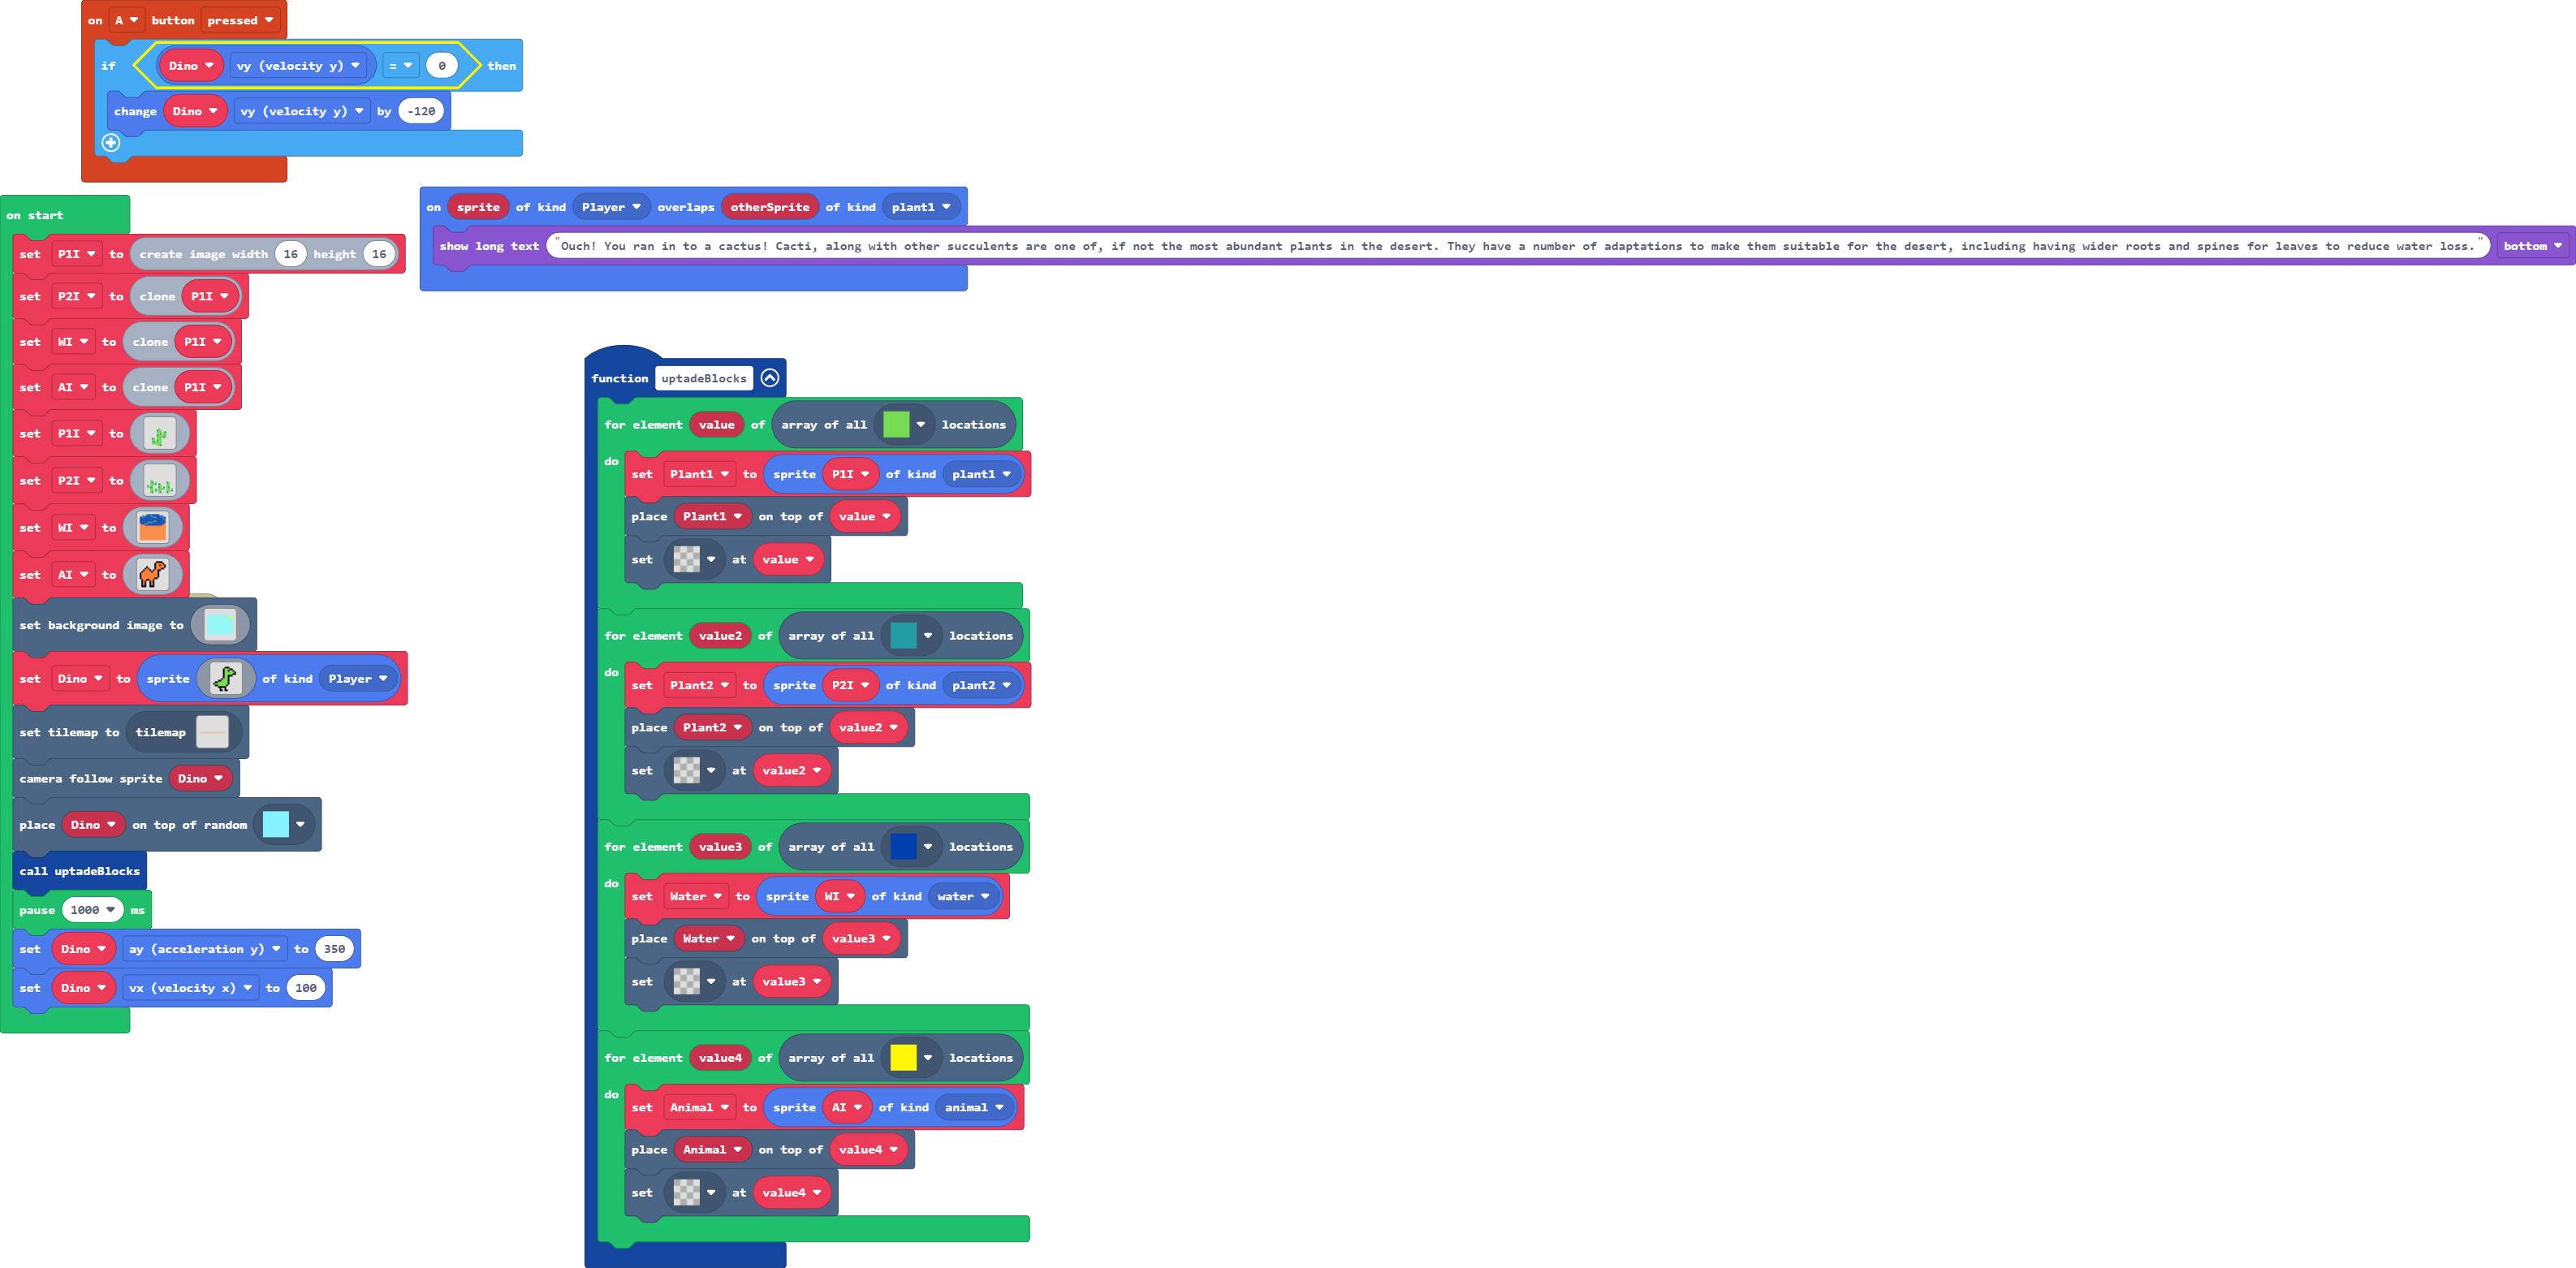 on A button pressed
if Dino vy (velocity y) = 0 then
change Dino vy (velocity y) by -120
on start
set P1I to create image width 16 height 16
set P2I to clone P1I
set WI to clone P1I
set AI to clone P1I
set P1I to
set P2I to
set WI to
set AI to
set background image to
set Dino to sprite of kind Player
set tilemap to tilemap
camera follow sprite Dino
place Dino on top of random
call uptadeBlocks
pause 1000 ms
set Dino ay (acceleration y) to 350
set Dino vx (velocity x) to 100
on sprite of kind Player overlaps otherSprite of kind plant1
show long text "Ouch! You ran in to a cactus! Cacti, along with other succulents are one of, if not the most abundant plants in the desert. They have a number of adaptations to make them suitable for the desert, including having wider roots and spines for leaves to reduce water loss." bottom
function uptadeBlocks
for element value of array of all locations
do set Plant1 to sprite P1I of kind plant1
place Plant1 on top of value
set at value
for element value2 of array of all locations
do set Plant2 to sprite P2I of kind plant2
place Plant2 on top of value2
set at value2
for element value3 of array of all locations
do set Water to sprite WI of kind water
place Water on top of value3
set at value3
for element value4 of array of all locations
do set Animal to sprite AI of kind animal
place Animal on top of value4
set at value4